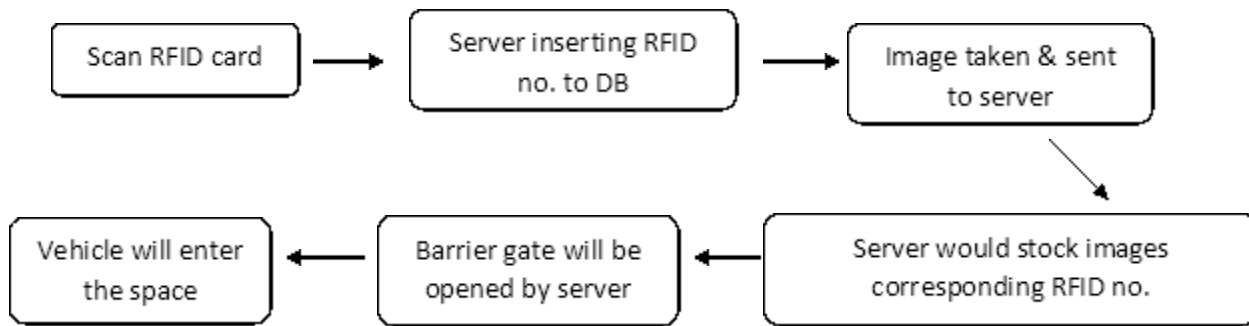 Scan RFID card
Server inserting RFID
no. to DB
Image taken & sent
to server
Server would stock images
corresponding RFID no.
Barrier gate will be
opened by server
Vehicle will enter
the space